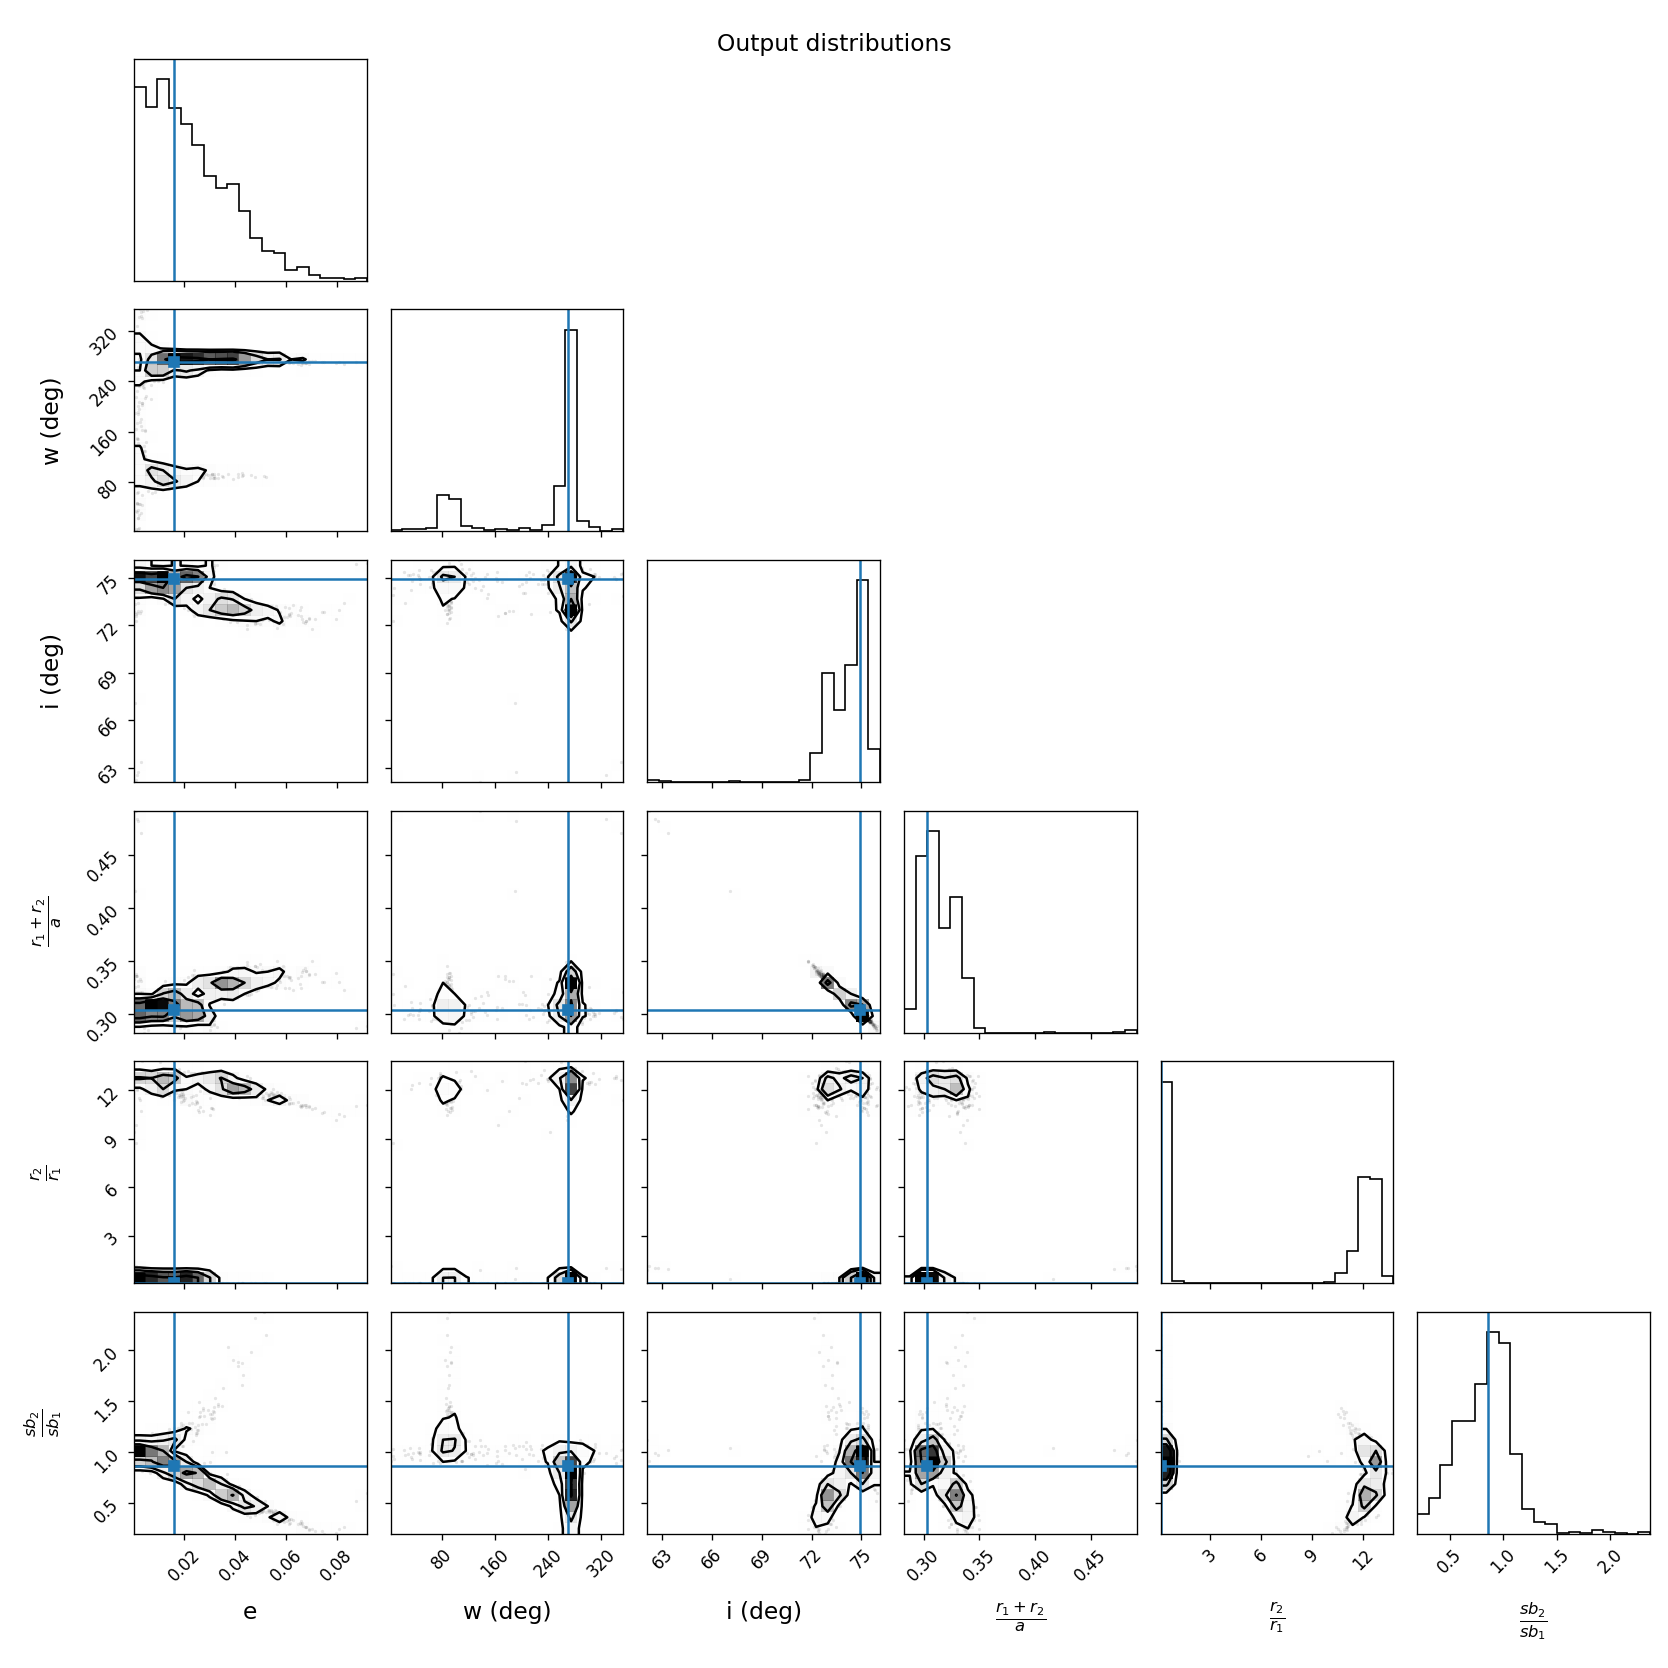 Output distributions
w (deg)
320
240
160
80
i (deg)
75
72
69
66
63
r₁ + r₂
a
0.45
0.40
0.35
0.30
r₂
r₁
12
9
6
3
sb₂
sb₁
2.0
1.5
1.0
0.5
0.02 0.04 0.06 0.08
80 160 240 320
63 66 69 72 75
0.30 0.35 0.40 0.45
3 6 9 12
0.5 1.0 1.5 2.0
e
w (deg)
i (deg)
r₁ + r₂
a
r₂
r₁
sb₂
sb₁